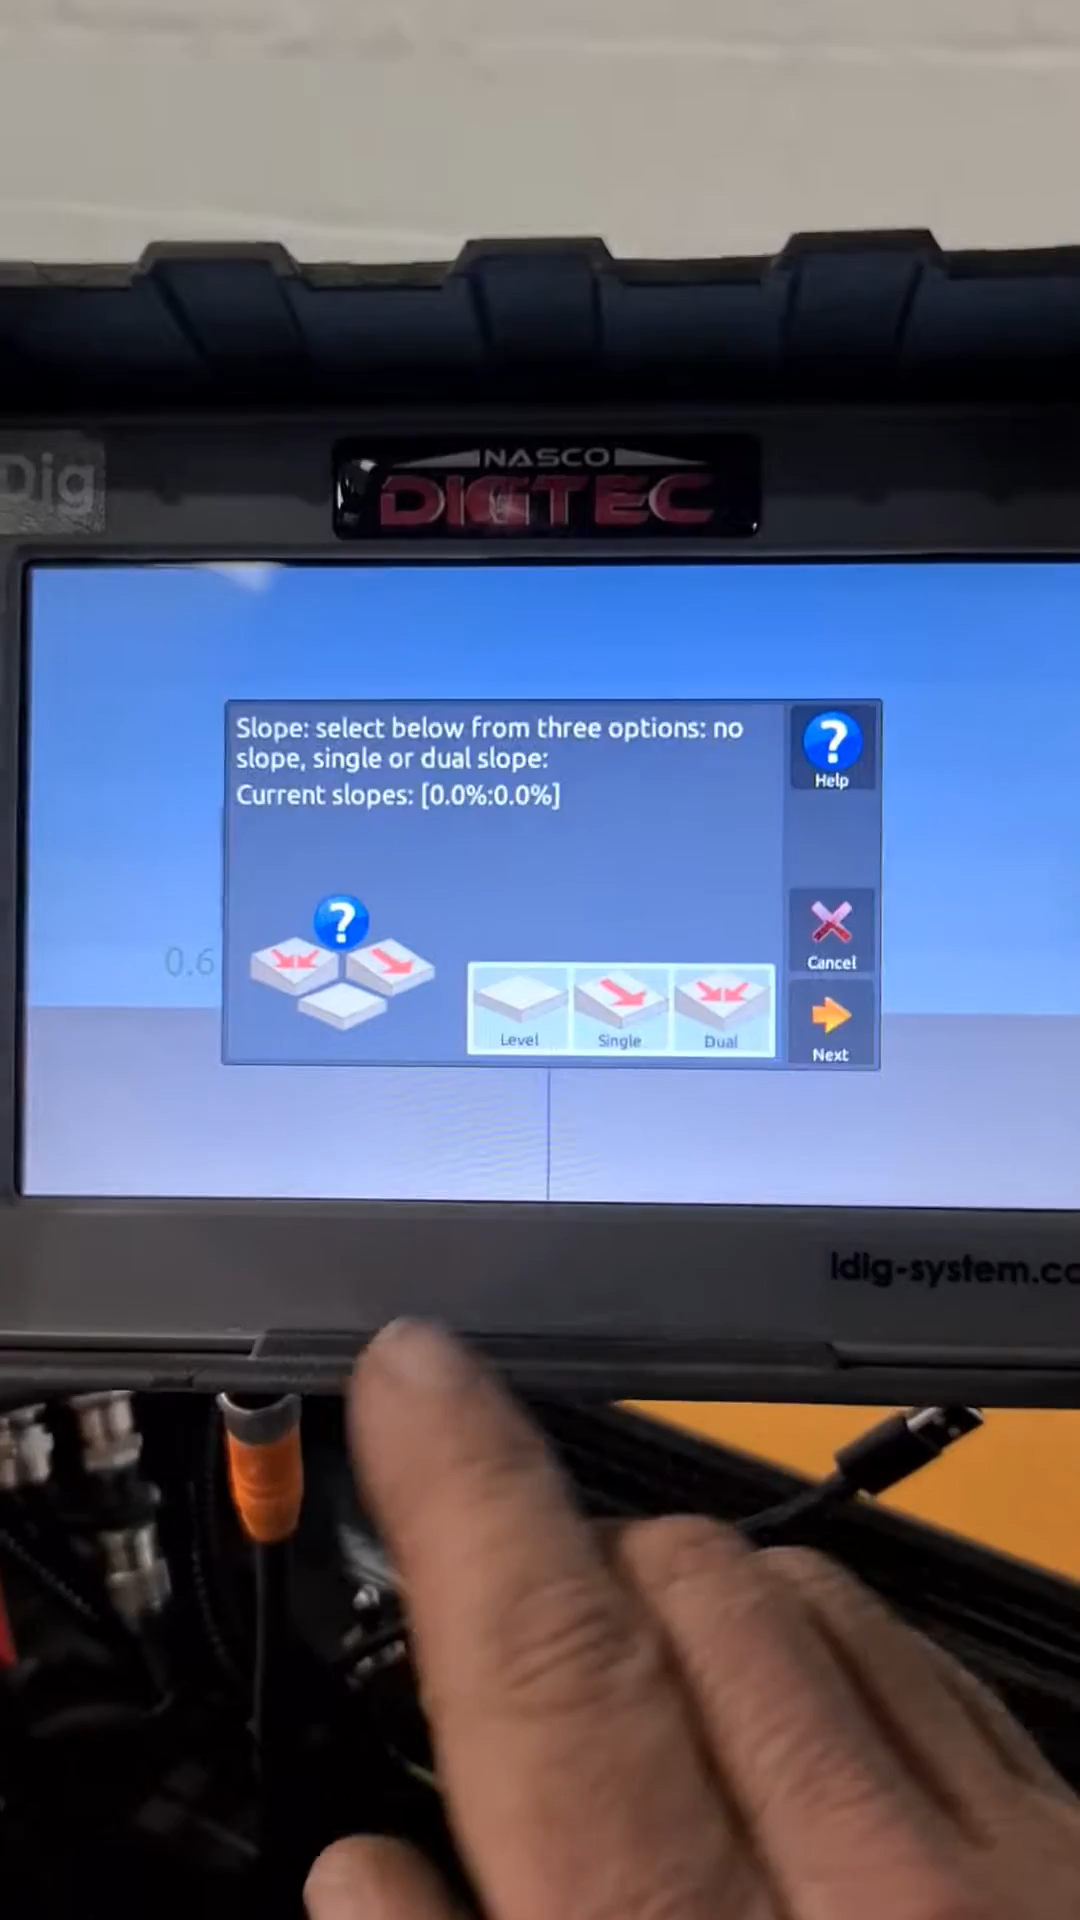 Dig
NASCO
DIGTEC
Slope: select below from three options: no
slope, single or dual slope:
Current slopes: [0.0%:0.0%]
?
Help
?
0.6
Cancel
Level
Single
Dual
Next
idig-system.co